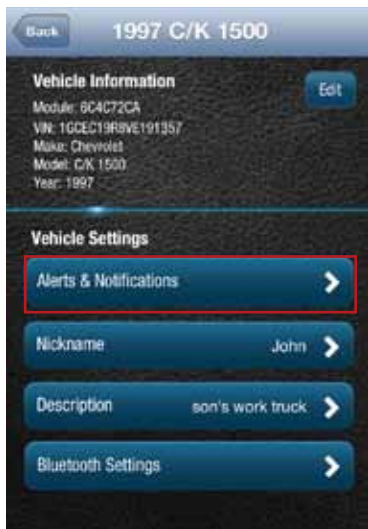 Back
1997 C/K 1500
Vehicle Information
Edit
Module: 6C4C72CA
VIN: 1GCEC19R8VE191357
Make: Chevrolet
Model: C/K 1500
Year: 1997
Vehicle Settings
Alerts & Notifications
Nickname John
Description son's work truck
Bluetooth Settings